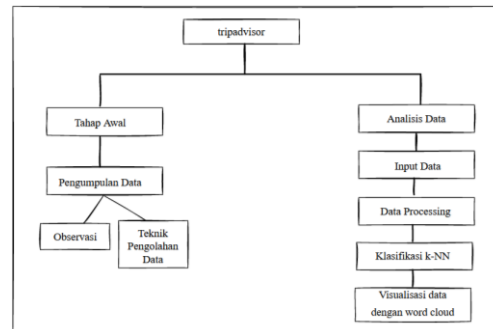 tripadvisor
Tahap Awal
Analisis Data
Pengumpulan Data
Input Data
Observasi
Teknik
Pengolahan
Data
Data Processing
Klasifikasi k-NN
Visualisasi data
dengan word cloud